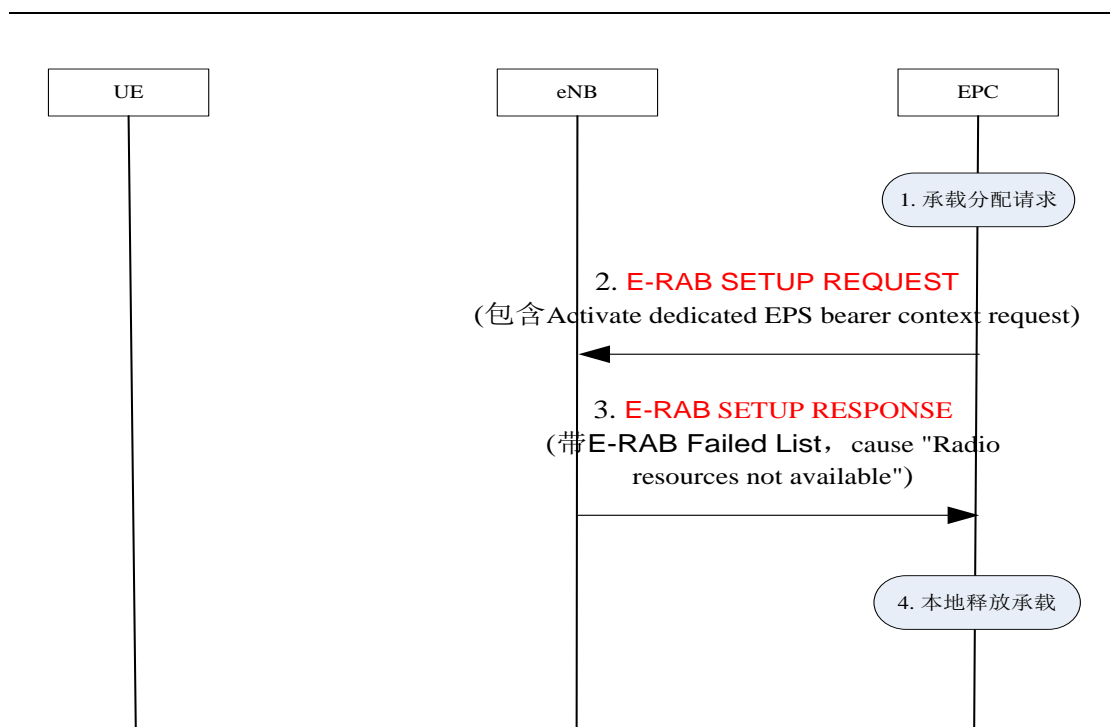 UE
eNB
EPC
1. 承载分配请求
2. E-RAB SETUP REQUEST
(包含Activate dedicated EPS bearer context request)
3. E-RAB SETUP RESPONSE
(带E-RAB Failed List，cause "Radio
resources not available")
4. 本地释放承载